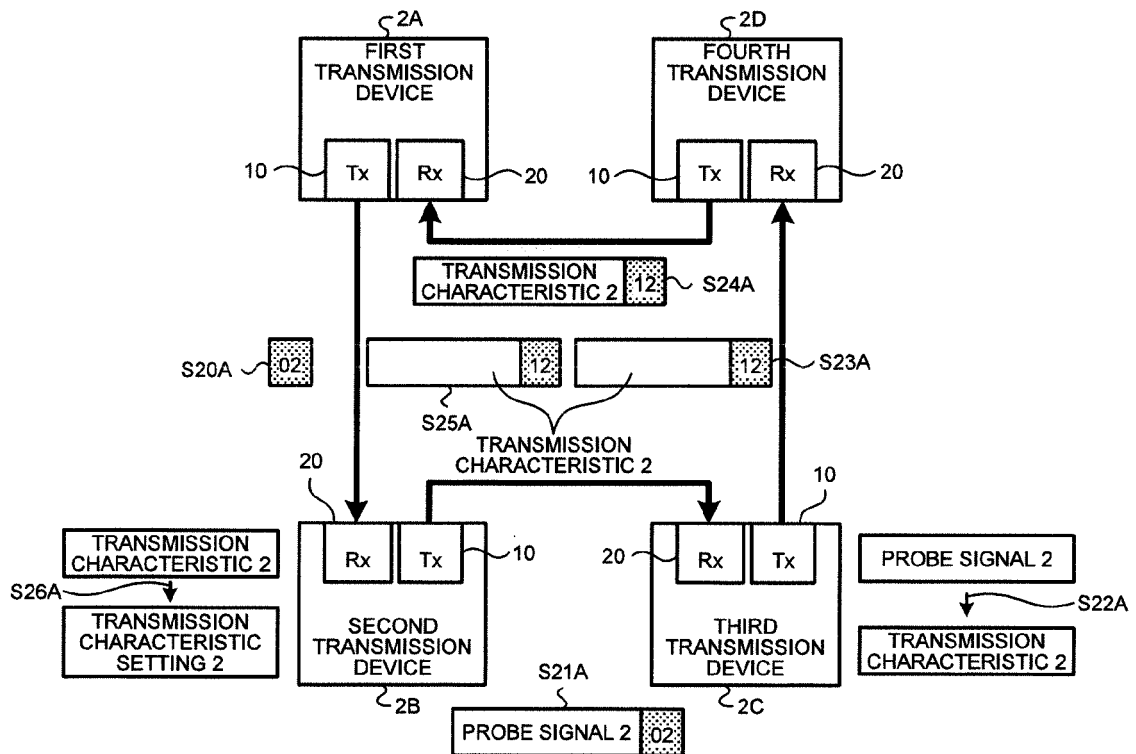 2A
2D
FIRST
TRANSMISSION
DEVICE
FOURTH
TRANSMISSION
DEVICE
10
Tx
Rx
20
10
Tx
Rx
20
TRANSMISSION
CHARACTERISTIC 2
12
S24A
S20A
02
12
12
S23A
S25A
TRANSMISSION
CHARACTERISTIC 2
20
10
TRANSMISSION
CHARACTERISTIC 2
S26A
TRANSMISSION
CHARACTERISTIC
SETTING 2
Rx
Tx
10
20
Rx
Tx
PROBE SIGNAL 2
S22A
TRANSMISSION
CHARACTERISTIC 2
SECOND
TRANSMISSION
DEVICE
THIRD
TRANSMISSION
DEVICE
S21A
2B
2C
PROBE SIGNAL 2
02